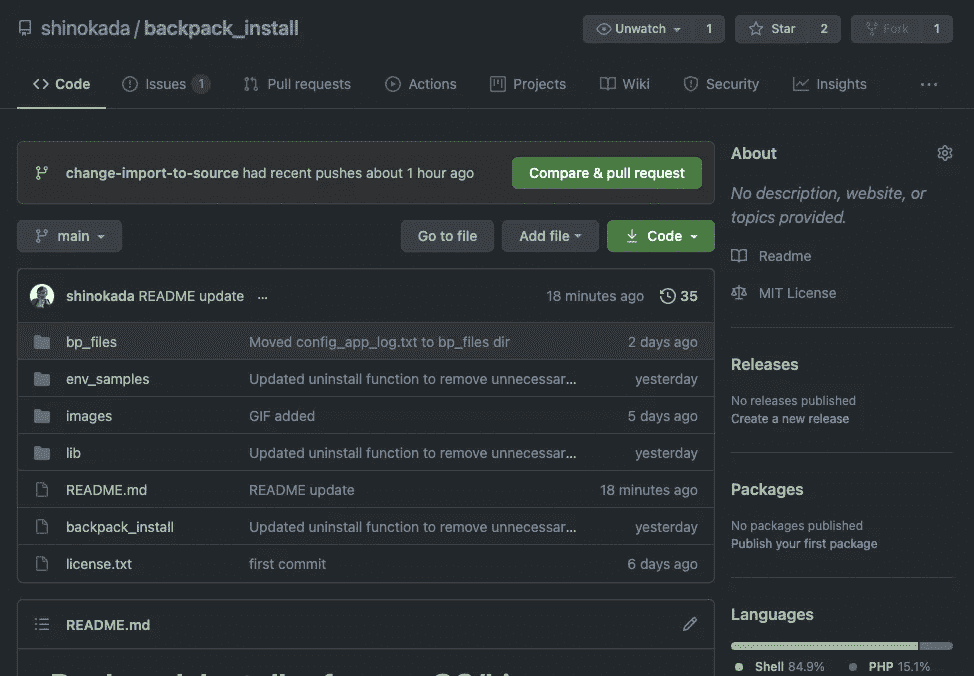 shinokada / backpack_install
Unwatch 1 Star 2 Fork 1
Code Issues 1 Pull requests Actions Projects Wiki Security Insights ...
change-import-to-source had recent pushes about 1 hour ago Compare & pull request
About
No description, website, or
topics provided.
Readme
MIT License
main Go to file Add file Code
shinokada README update ... 18 minutes ago 35
bp_files Moved config_app_log.txt to bp_files dir 2 days ago
env_samples Updated uninstall function to remove unnecessar... yesterday
images GIF added 5 days ago
lib Updated uninstall function to remove unnecessar... yesterday
README.md README update 18 minutes ago
backpack_install Updated uninstall function to remove unnecessar... yesterday
license.txt first commit 6 days ago
Releases
No releases published
Create a new release
Packages
No packages published
Publish your first package
README.md
Languages
Shell 84.9% PHP 15.1%